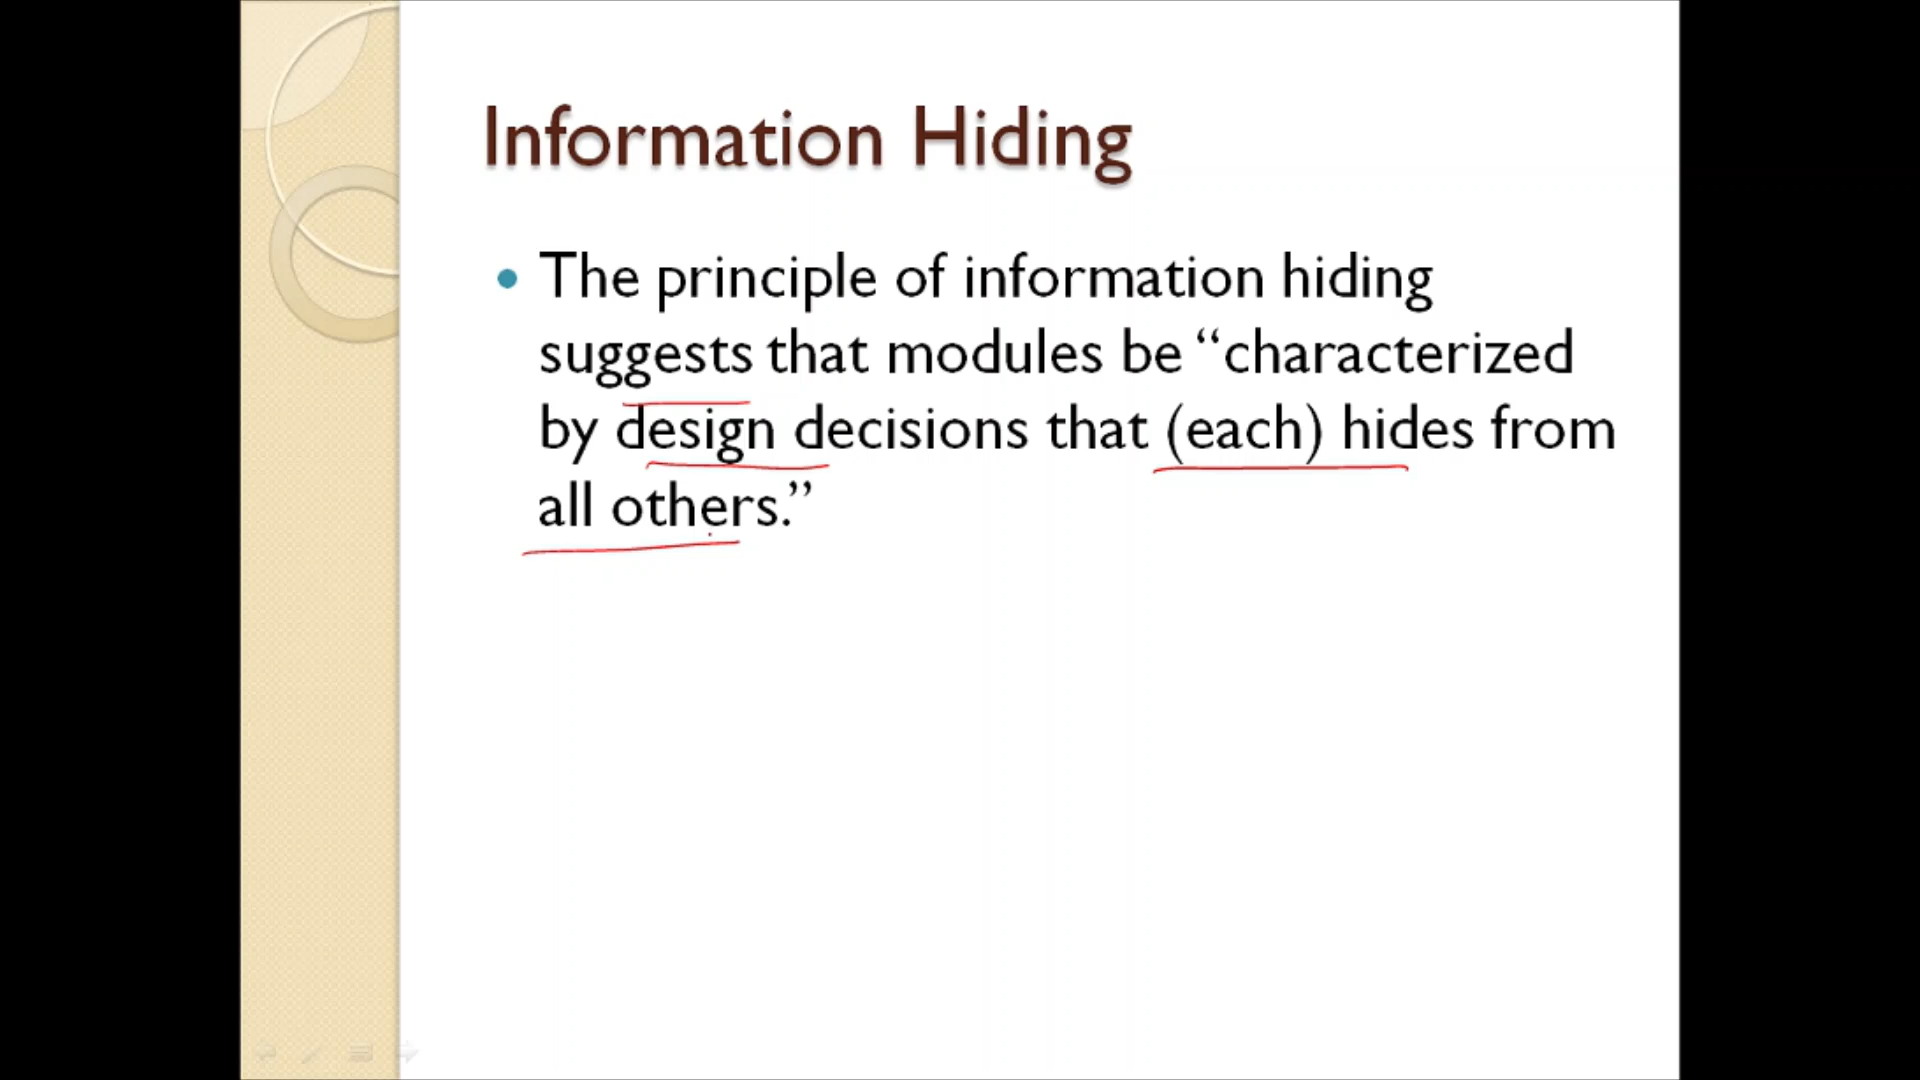 Information Hiding
• The principle of information hiding
suggests that modules be “characterized
by design decisions that (each) hides from
all others.”